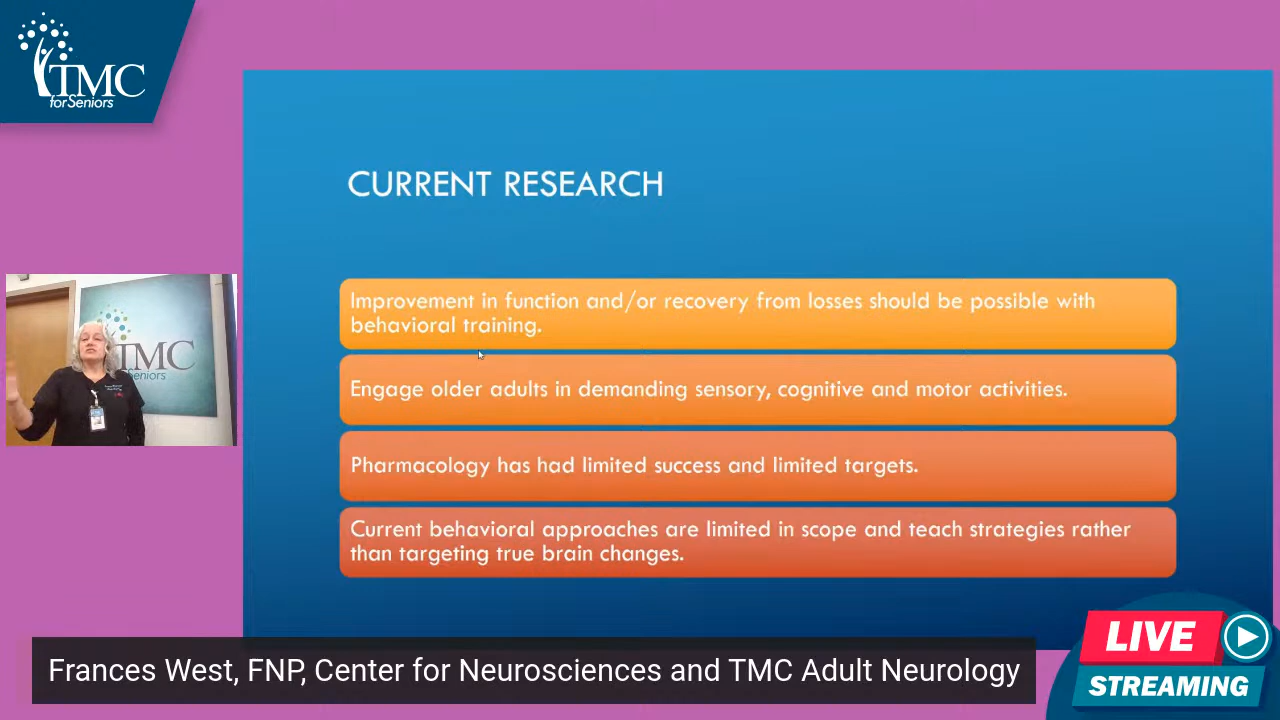 TMC
for Seniors
CURRENT RESEARCH
Improvement in function and/or recovery from losses should be possible with
behavioral training.
Engage older adults in demanding sensory, cognitive and motor activities.
Pharmacology has had limited success and limited targets.
Current behavioral approaches are limited in scope and teach strategies rather
than targeting true brain changes.
TMC
Seniors
Frances West, FNP, Center for Neurosciences and TMC Adult Neurology
LIVE
STREAMING